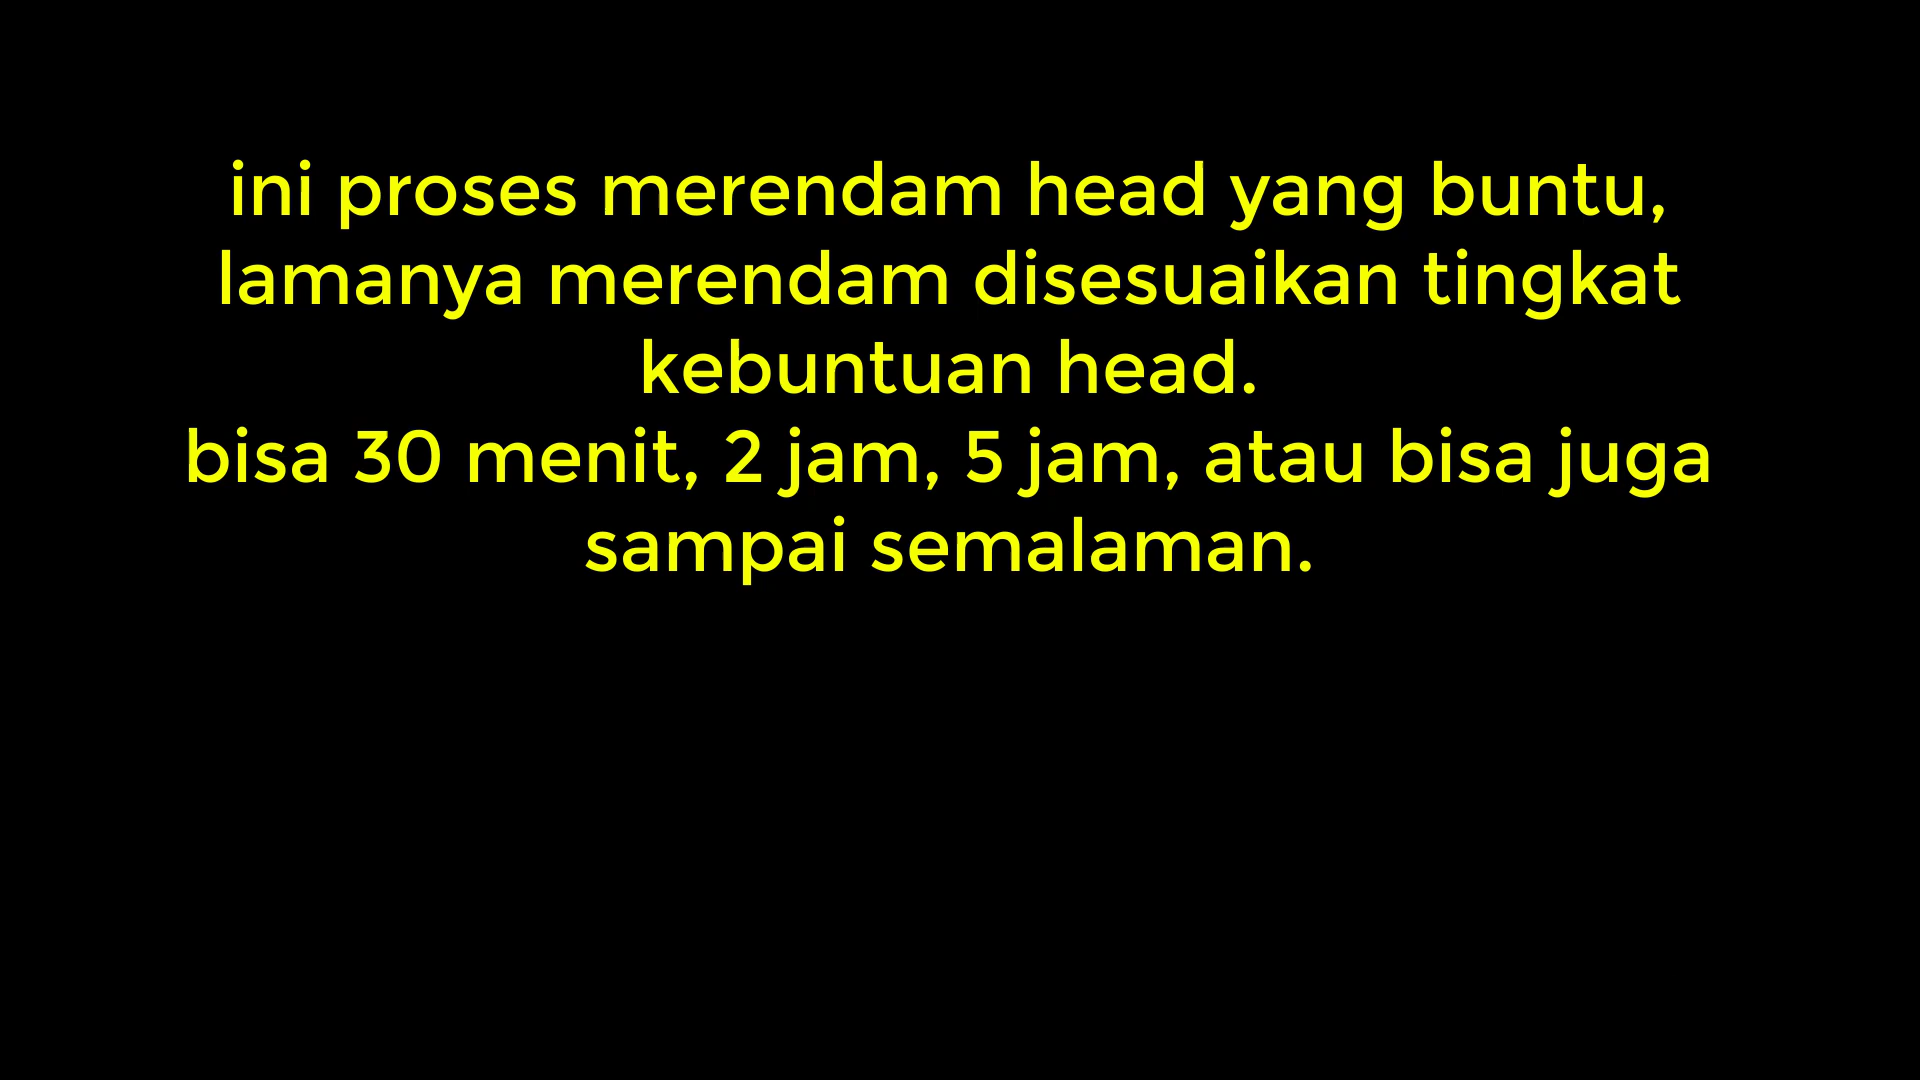 ini proses merendam head yang buntu,
lamanya merendam disesuaikan tingkat
kebuntuan head.
bisa 30 menit, 2 jam, 5 jam, atau bisa juga
sampai semalaman.